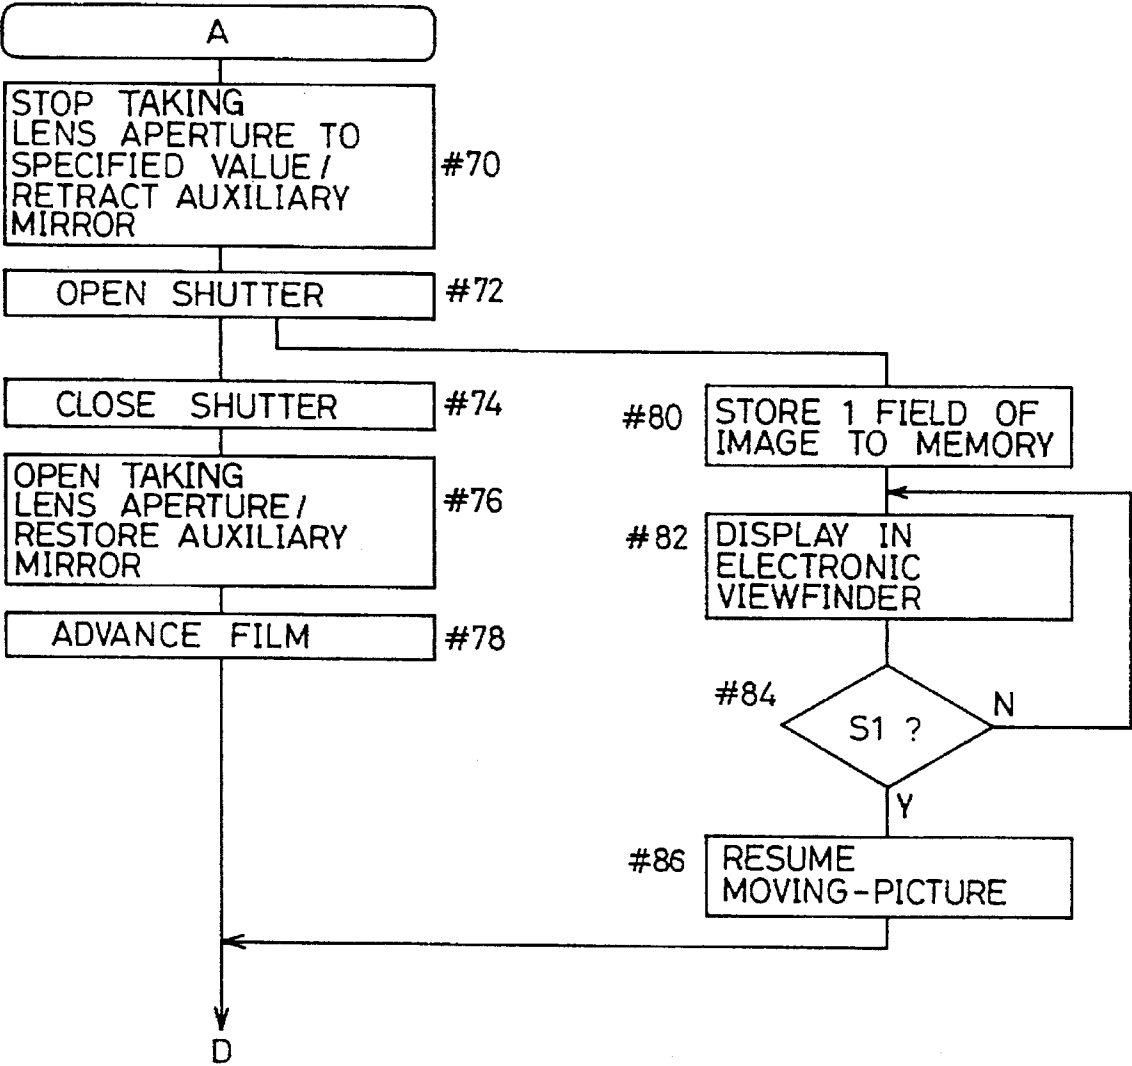 A
STOP TAKING
LENS APERTURE TO
SPECIFIED VALUE/
RETRACT AUXILIARY
MIRROR
#70
OPEN SHUTTER
#72
CLOSE SHUTTER
#74
OPEN TAKING
LENS APERTURE/
RESTORE AUXILIARY
MIRROR
#76
ADVANCE FILM
#78
#80
STORE 1 FIELD OF
IMAGE TO MEMORY
#82
DISPLAY IN
ELECTRONIC
VIEWFINDER
#84
S1 ?
N
Y
#86
RESUME
MOVING-PICTURE
D